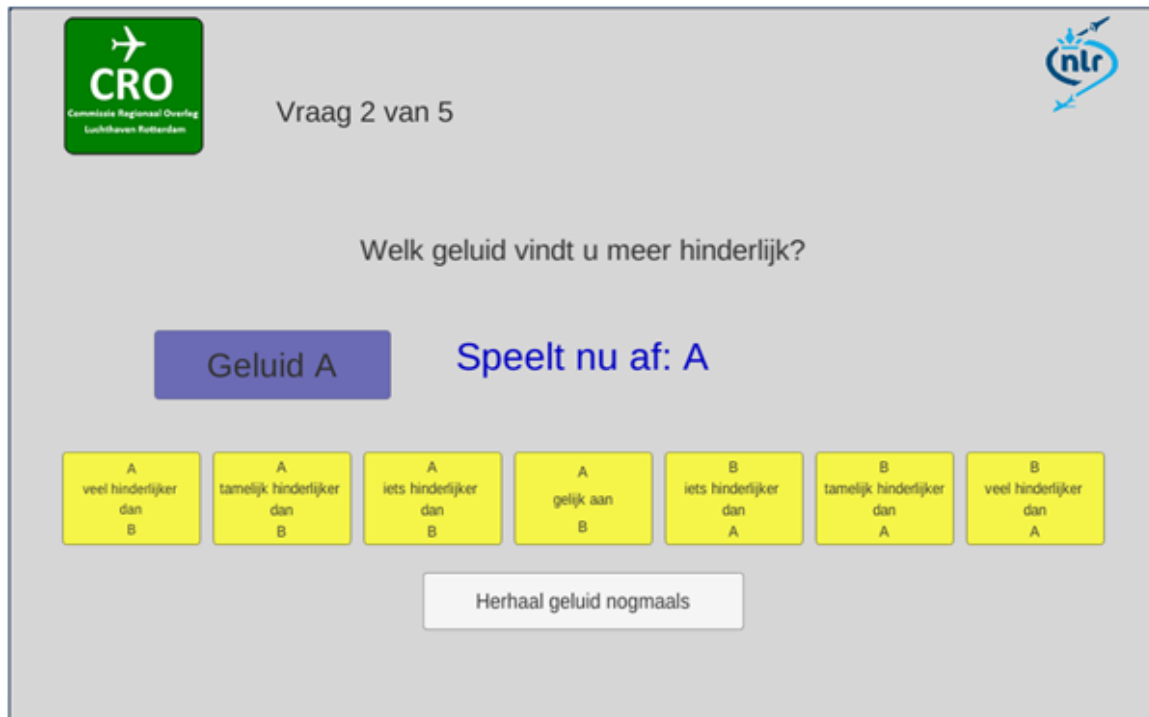 CRO
Commissie Regionaal Overleg
Luchthaven Rotterdam
nlr
Vraag 2 van 5
Welk geluid vindt u meer hinderlijk?
Geluid A
Speelt nu af: A
A
veel hinderlijker
dan
B
A
tamelijk hinderlijker
dan
B
A
iets hinderlijker
dan
B
A
gelijk aan
B
B
iets hinderlijker
dan
A
B
tamelijk hinderlijker
dan
A
B
veel hinderlijker
dan
A
Herhaal geluid nogmaals